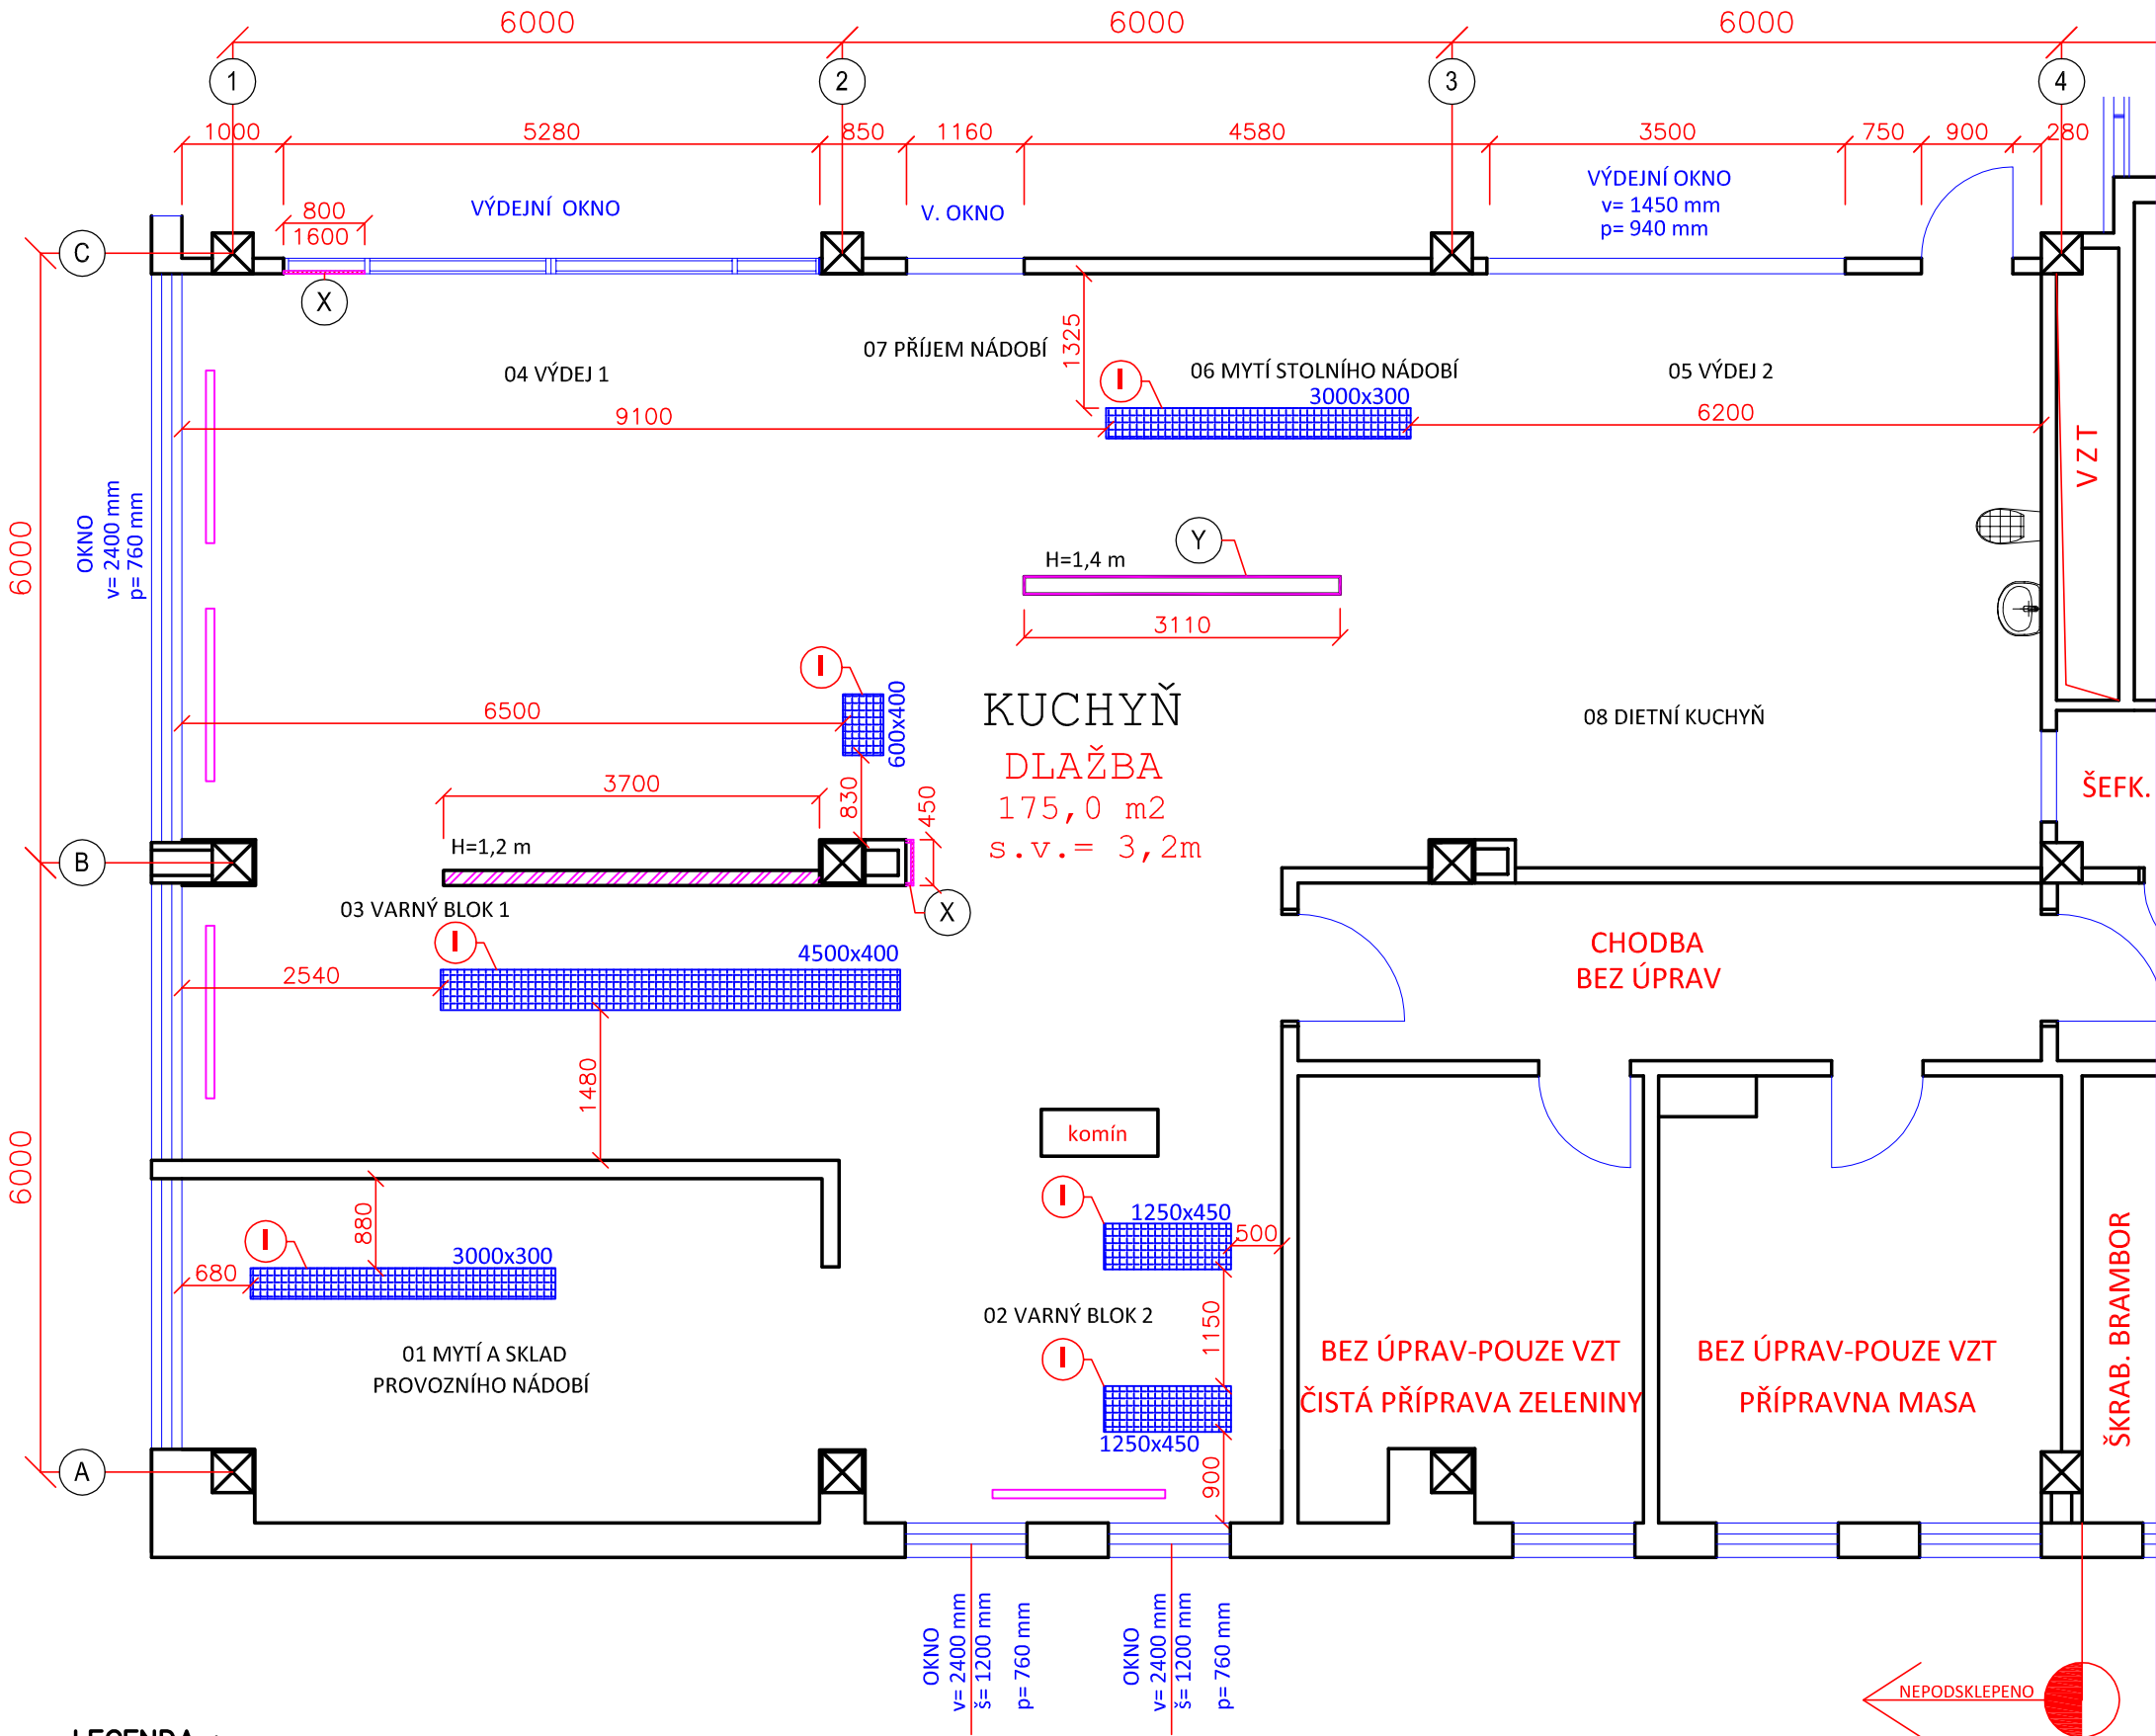 6000
6000
6000
1
2
3
4
1000
5280
850
1160
4580
3500
750
900
280
VÝDEJNÍ OKNO
v= 1450 mm
p= 940 mm
VÝDEJNÍ OKNO
V. OKNO
800
1600
C
X
1325
07 PŘÍJEM NÁDOBÍ
04 VÝDEJ 1
I
06 MYTÍ STOLNÍHO NÁDOBÍ
3000x300
05 VÝDEJ 2
9100
6200
VZT
OKNO
v= 2400 mm
p= 760 mm
6000
Y
H=1,4 m
3110
I
6500
600x400
KUCHYŇ
DLAŽBA
175,0 m2
s.v.= 3,2m
08 DIETNÍ KUCHYŇ
ŠEFK.
3700
830
450
H=1,2 m
B
03 VARNÝ BLOK 1
X
I
4500x400
2540
CHODBA
BEZ ÚPRAV
1480
komín
6000
880
I
1250x450
500
I
3000x300
680
02 VARNÝ BLOK 2
1150
01 MYTÍ A SKLAD
PROVOZNÍHO NÁDOBÍ
I
1250x450
900
BEZ ÚPRAV-POUZE VZT
ČISTÁ PŘÍPRAVA ZELENINY
BEZ ÚPRAV-POUZE VZT
PŘÍPRAVNA MASA
ŠKRAB. BRAMBOR
A
OKNO
v= 2400 mm
š= 1200 mm
p= 760 mm
OKNO
v= 2400 mm
š= 1200 mm
p= 760 mm
NEPODSKLEPENO
LEGENDA :